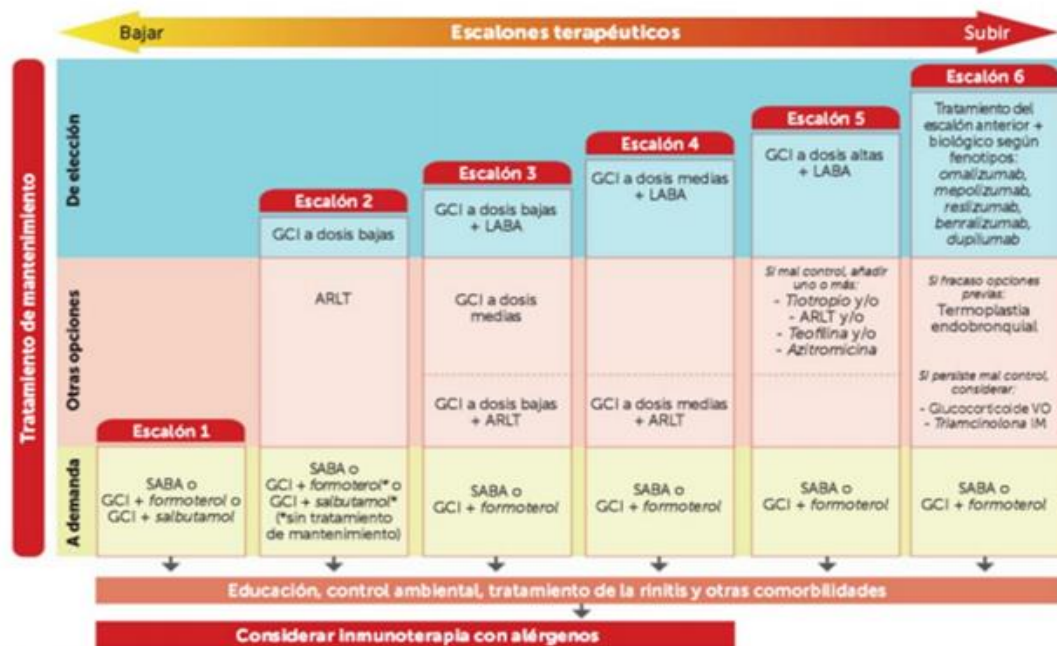 Bajar
Escalones terapéuticos
Subir
Tratamiento de mantenimiento
De elección
Otras opciones
A demanda
Escalón 1
SABA o
GCI + formoterol o
GCI + salbutamol
Escalón 2
GCI a dosis bajas
ARLT
SABA o
GCI + formoterol* o
GCI + salbutamol*
(*sin tratamiento
de mantenimiento)
Escalón 3
GCI a dosis bajas
+ LABA
GCI a dosis
medias
GCI a dosis bajas
+ ARLT
SABA o
GCI + formoterol
Escalón 4
GCI a dosis medias
+ LABA
GCI a dosis medias
+ ARLT
SABA o
GCI + formoterol
Escalón 5
GCI a dosis altas
+ LABA
Si mal control, añadir
uno o más:
- Tiotropio y/o
- ARLT y/o
- Teofilina y/o
- Azitromicina
SABA o
GCI + formoterol
Escalón 6
Tratamiento del
escalón anterior +
biológico según
fenotipos:
omalizumab,
mepolizumab,
reslizumab,
benralizumab,
dupilumab
Si fracaso opciones
previas:
Termoplastia
endobronquial
Si persiste mal control,
considerar:
- Glucocorticoide VO
- Triamcinolona IM
SABA o
GCI + formoterol
Educación, control ambiental, tratamiento de la rinitis y otras comorbilidades
Considerar inmunoterapia con alérgenos